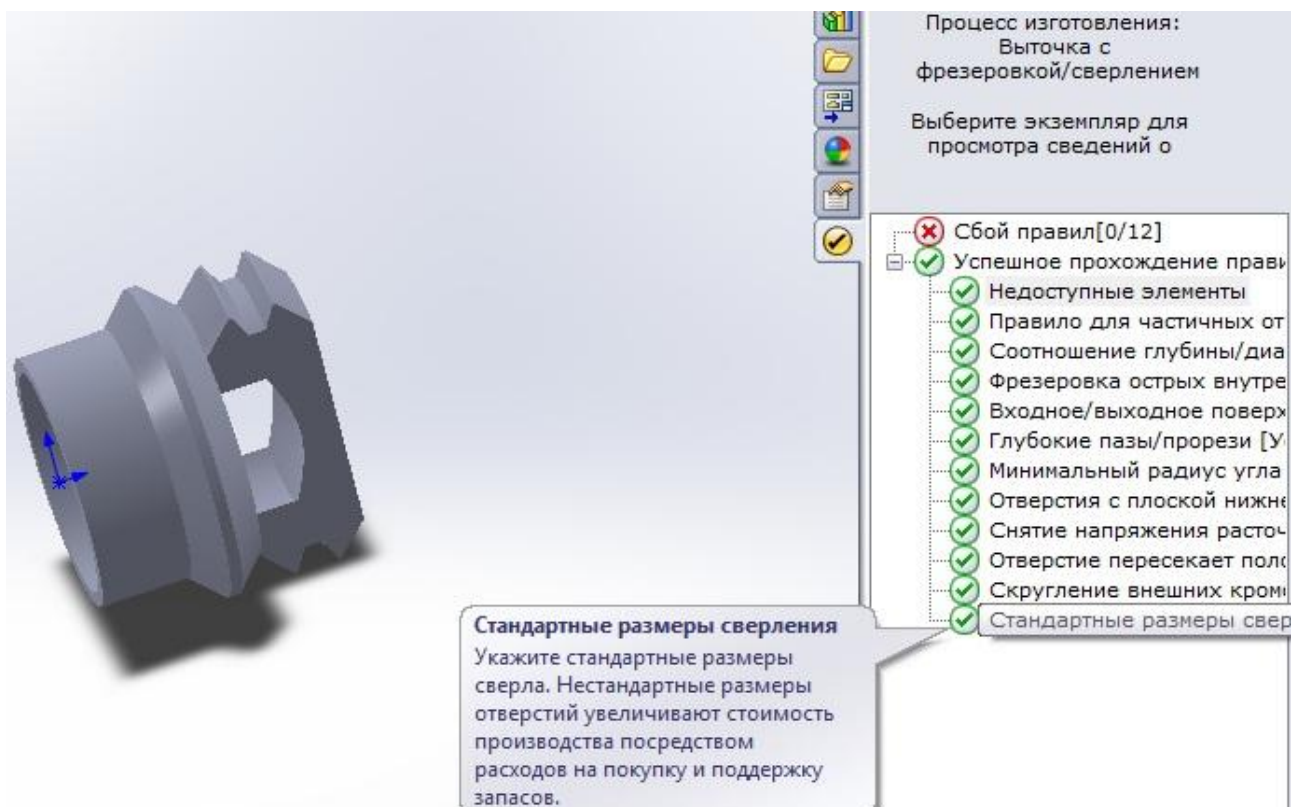 Процесс изготовления:
Выточка с
фрезеровкой/сверлением
Выберите экземпляр для
просмотра сведений о
Сбой правил[0/12]
Успешное прохождение прави
Недоступные элементы
Правило для частичных от
Соотношение глубины/диа
Фрезеровка острых внутре
Входное/выходное поверх
Глубокие пазы/прорези [У
Минимальный радиус угла
Отверстия с плоской нижне
Снятие напряжения расточ
Отверстие пересекает поло
Скругление внешних кромо
Стандартные размеры свер
Стандартные размеры сверления
Укажите стандартные размеры
сверла. Нестандартные размеры
отверстий увеличивают стоимость
производства посредством
расходов на покупку и поддержку
запасов.